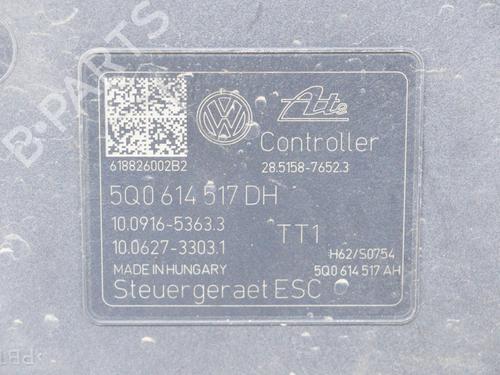 B-PARTS
VW
Ate
618826002B2
Controller
28.5158-7652.3
5Q0 614 517 DH
10.0916-5363.3
10.0627-3303.1
TT1
H62/S0754
MADE IN HUNGARY
5Q0 614 517 AH
Steuergeraet ESC